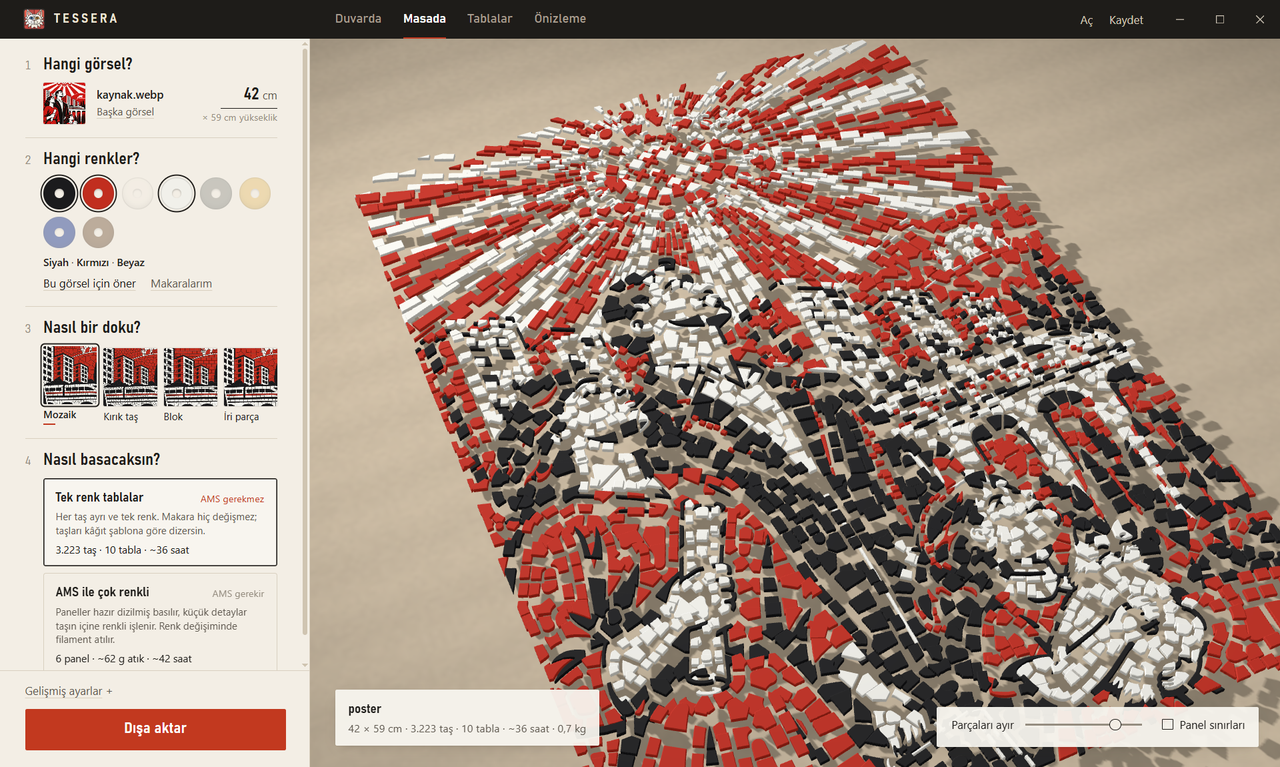 TESSERA
Duvarda
Masada
Tablalar
Önizleme
Aç
Kaydet
1 Hangi görsel?
kaynak.webp
Başka görsel
42 cm
× 59 cm yükseklik
2 Hangi renkler?
Siyah · Kırmızı · Beyaz
Bu görsel için öner
Makaralarım
3 Nasıl bir doku?
Mozaik
Kırık taş
Blok
İri parça
4 Nasıl basacaksın?
Tek renk tablalar
AMS gerekmez
Her taş ayrı ve tek renk. Makara hiç değişmez;
taşları kâğıt şablona göre dizersin.
3.223 taş · 10 tabla · ~36 saat
AMS ile çok renkli
AMS gerekir
Paneller hazır dizilmiş basılır, küçük detaylar
taşın içine renkli işlenir. Renk değişiminde
filament atılır.
6 panel · ~62 g atık · ~42 saat
Gelişmiş ayarlar +
Dışa aktar
poster
42 × 59 cm · 3.223 taş · 10 tabla · ~36 saat · 0,7 kg
Parçaları ayır
Panel sınırları